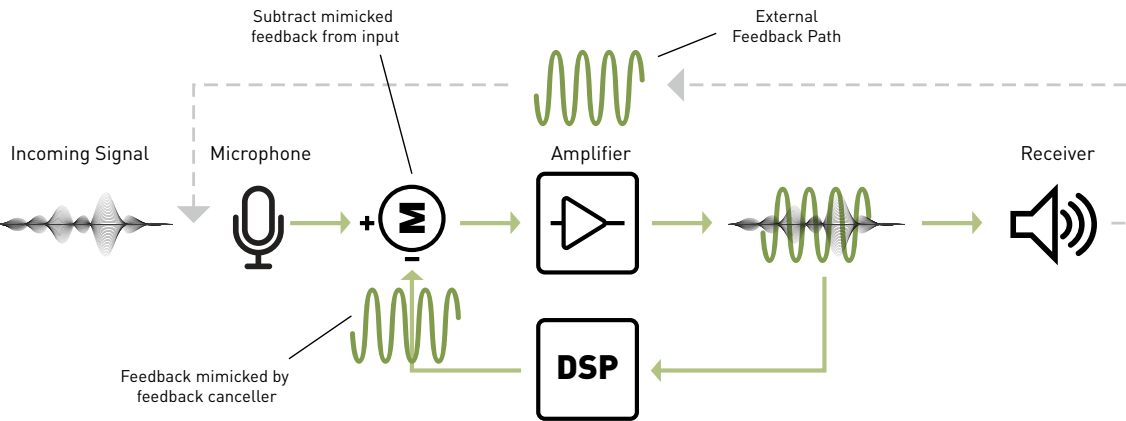 Subtract mimicked
feedback from input
External
Feedback Path
Incoming Signal
Microphone
Amplifier
Receiver
+
Σ
-
DSP
Feedback mimicked by
feedback canceller